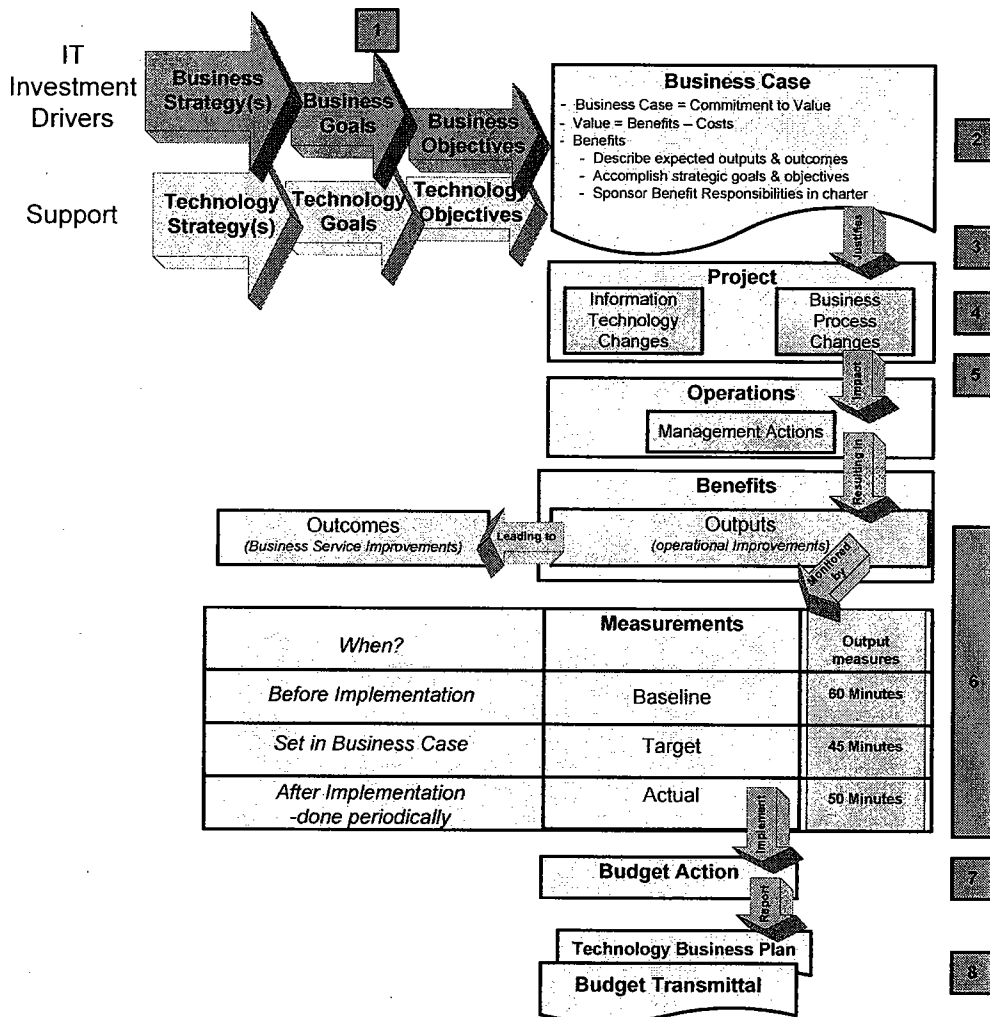 1
IT
Investment
Drivers
Business
Strategy(s)
Business
Goals
Business
Objectives
Support
Technology
Strategy(s)
Technology
Goals
Technology
Objectives
Business Case
- Business Case = Commitment to Value
- Value = Benefits – Costs
- Benefits
- Describe expected outputs & outcomes
- Accomplish strategic goals & objectives
- Sponsor Benefit Responsibilities in charter
2
Justifies
3
Project
Information
Technology
Changes
Business
Process
Changes
4
Impact
5
Operations
Management Actions
Resulting in
Benefits
Outputs
(operational Improvements)
Leading to
Outcomes
(Business Service Improvements)
Monitored
by
6
When?
Measurements
Output
measures
Before Implementation
Baseline
60 Minutes
Set in Business Case
Target
45 Minutes
After Implementation
-done periodically
Actual
50 Minutes
Implement
Budget Action
7
Report
Technology Business Plan
Budget Transmittal
8